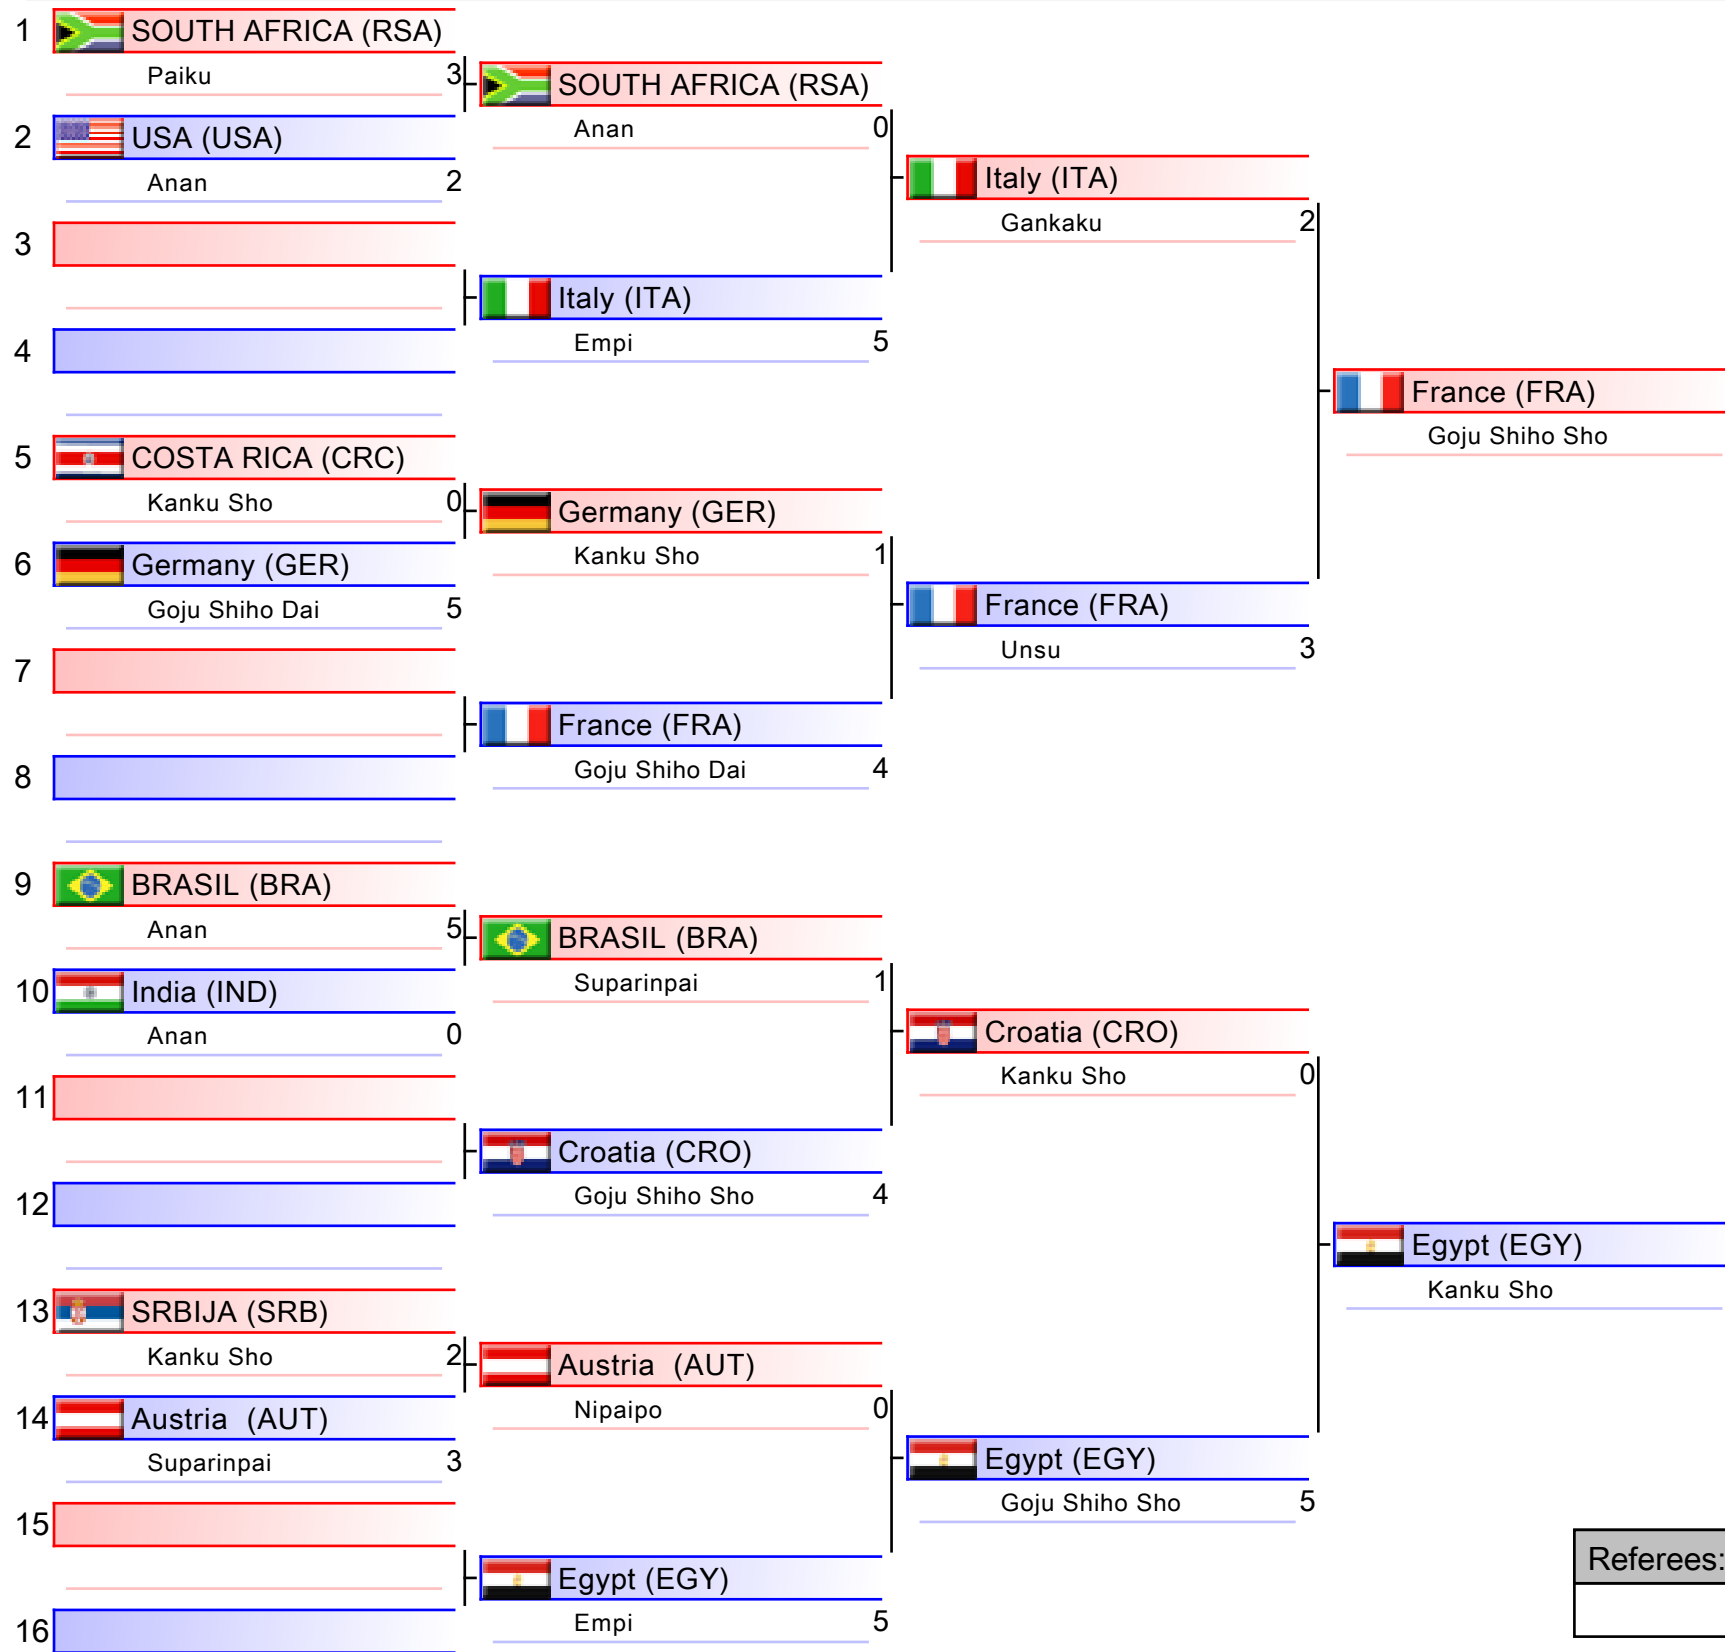 1
SOUTH AFRICA (RSA)
Paiku 3
2
USA (USA)
Anan 2
3
4
5
COSTA RICA (CRC)
Kanku Sho 0
6
Germany (GER)
Goju Shiho Dai 5
7
8
9
BRASIL (BRA)
Anan 5
10
India (IND)
Anan 0
11
12
13
SRBIJA (SRB)
Kanku Sho 2
14
Austria (AUT)
Suparinpai 3
15
16
SOUTH AFRICA (RSA)
Anan 0
Italy (ITA)
Empi 5
Germany (GER)
Kanku Sho 1
France (FRA)
Goju Shiho Dai 4
BRASIL (BRA)
Suparinpai 1
Croatia (CRO)
Goju Shiho Sho 4
Austria (AUT)
Nipaipo 0
Egypt (EGY)
Empi 5
Italy (ITA)
Gankaku 2
France (FRA)
Unsu 3
Croatia (CRO)
Kanku Sho 0
Egypt (EGY)
Goju Shiho Sho 5
France (FRA)
Goju Shiho Sho
Egypt (EGY)
Kanku Sho
Referees: